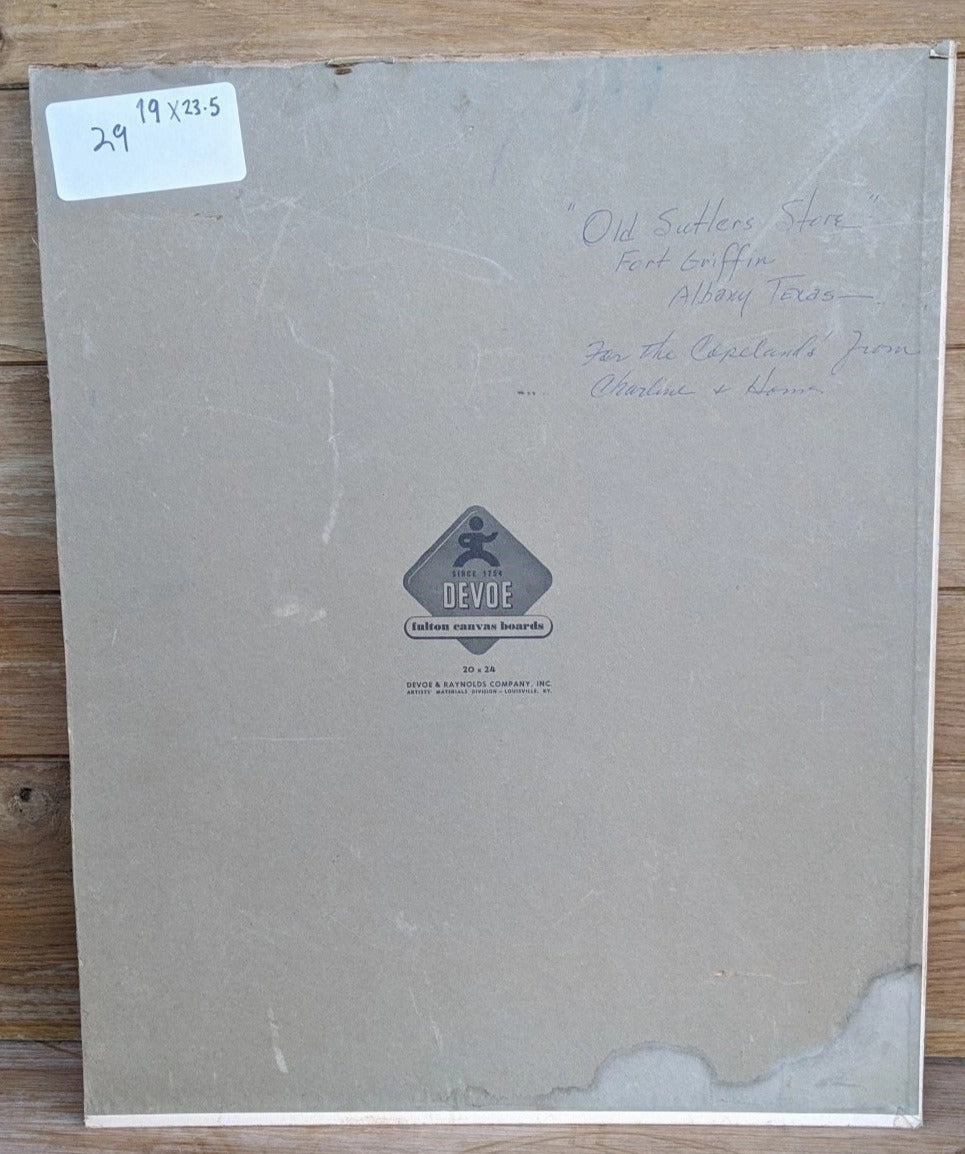 19 x 23.5
29
"Old Sutlers Store"
Fort Griffin
Albany Texas—
For the Copelands' From
Charline &
SINCE 1754
DEVOE
fulton canvas boards
20 x 24
DEVOE & RAYNOLDS COMPANY, INC.
ARTISTS' MATERIALS DIVISION – LOUISVILLE, KY.